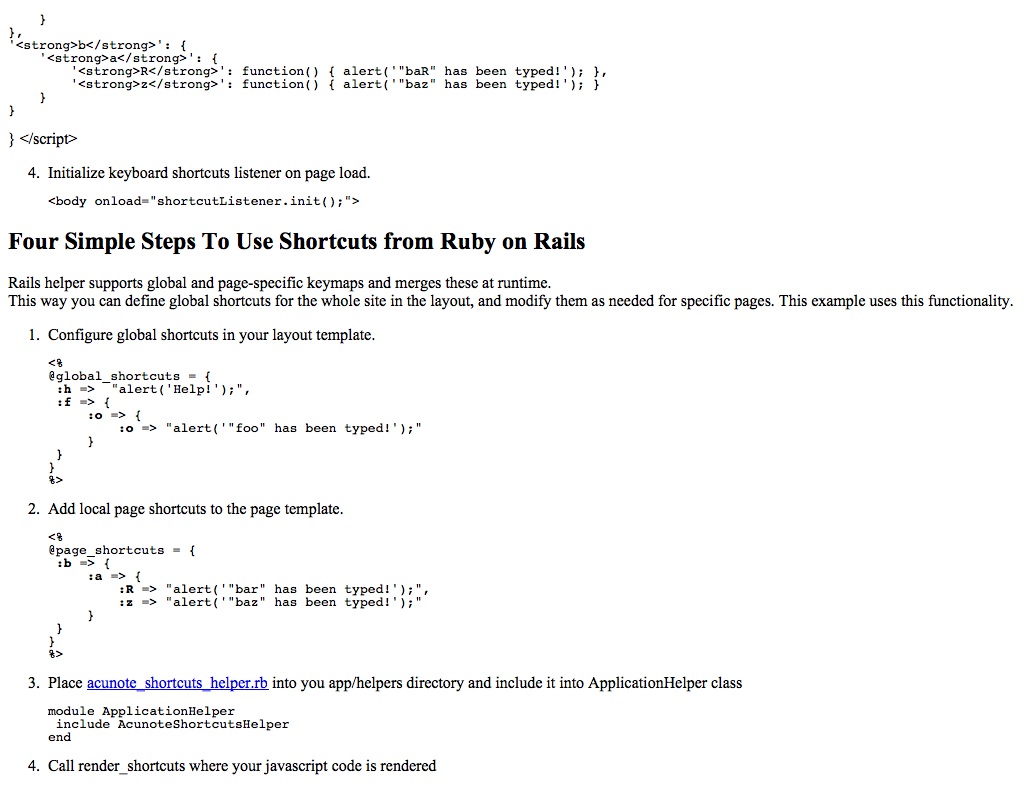 }
},
'<strong>b</strong>': {
    '<strong>a</strong>': {
        '<strong>R</strong>': function() { alert('"baR" has been typed!'); },
        '<strong>z</strong>': function() { alert('"baz" has been typed!'); }
    }
}
} </script>
4. Initialize keyboard shortcuts listener on page load.
<body onload="shortcutListener.init();">
Four Simple Steps To Use Shortcuts from Ruby on Rails
Rails helper supports global and page-specific keymaps and merges these at runtime.
This way you can define global shortcuts for the whole site in the layout, and modify them as needed for specific pages. This example uses this functionality.
1. Configure global shortcuts in your layout template.
<%
@global_shortcuts = {
 :h => "alert('Help!');",
 :f => {
     :o => {
         :o => "alert('"foo" has been typed!');"
     }
 }
}
%>
2. Add local page shortcuts to the page template.
<%
@page_shortcuts = {
 :b => {
     :a => {
         :R => "alert('"bar" has been typed!');",
         :z => "alert('"baz" has been typed!');"
     }
 }
}
%>
3. Place acunote_shortcuts_helper.rb into you app/helpers directory and include it into ApplicationHelper class
module ApplicationHelper
 include AcunoteShortcutsHelper
end
4. Call render_shortcuts where your javascript code is rendered